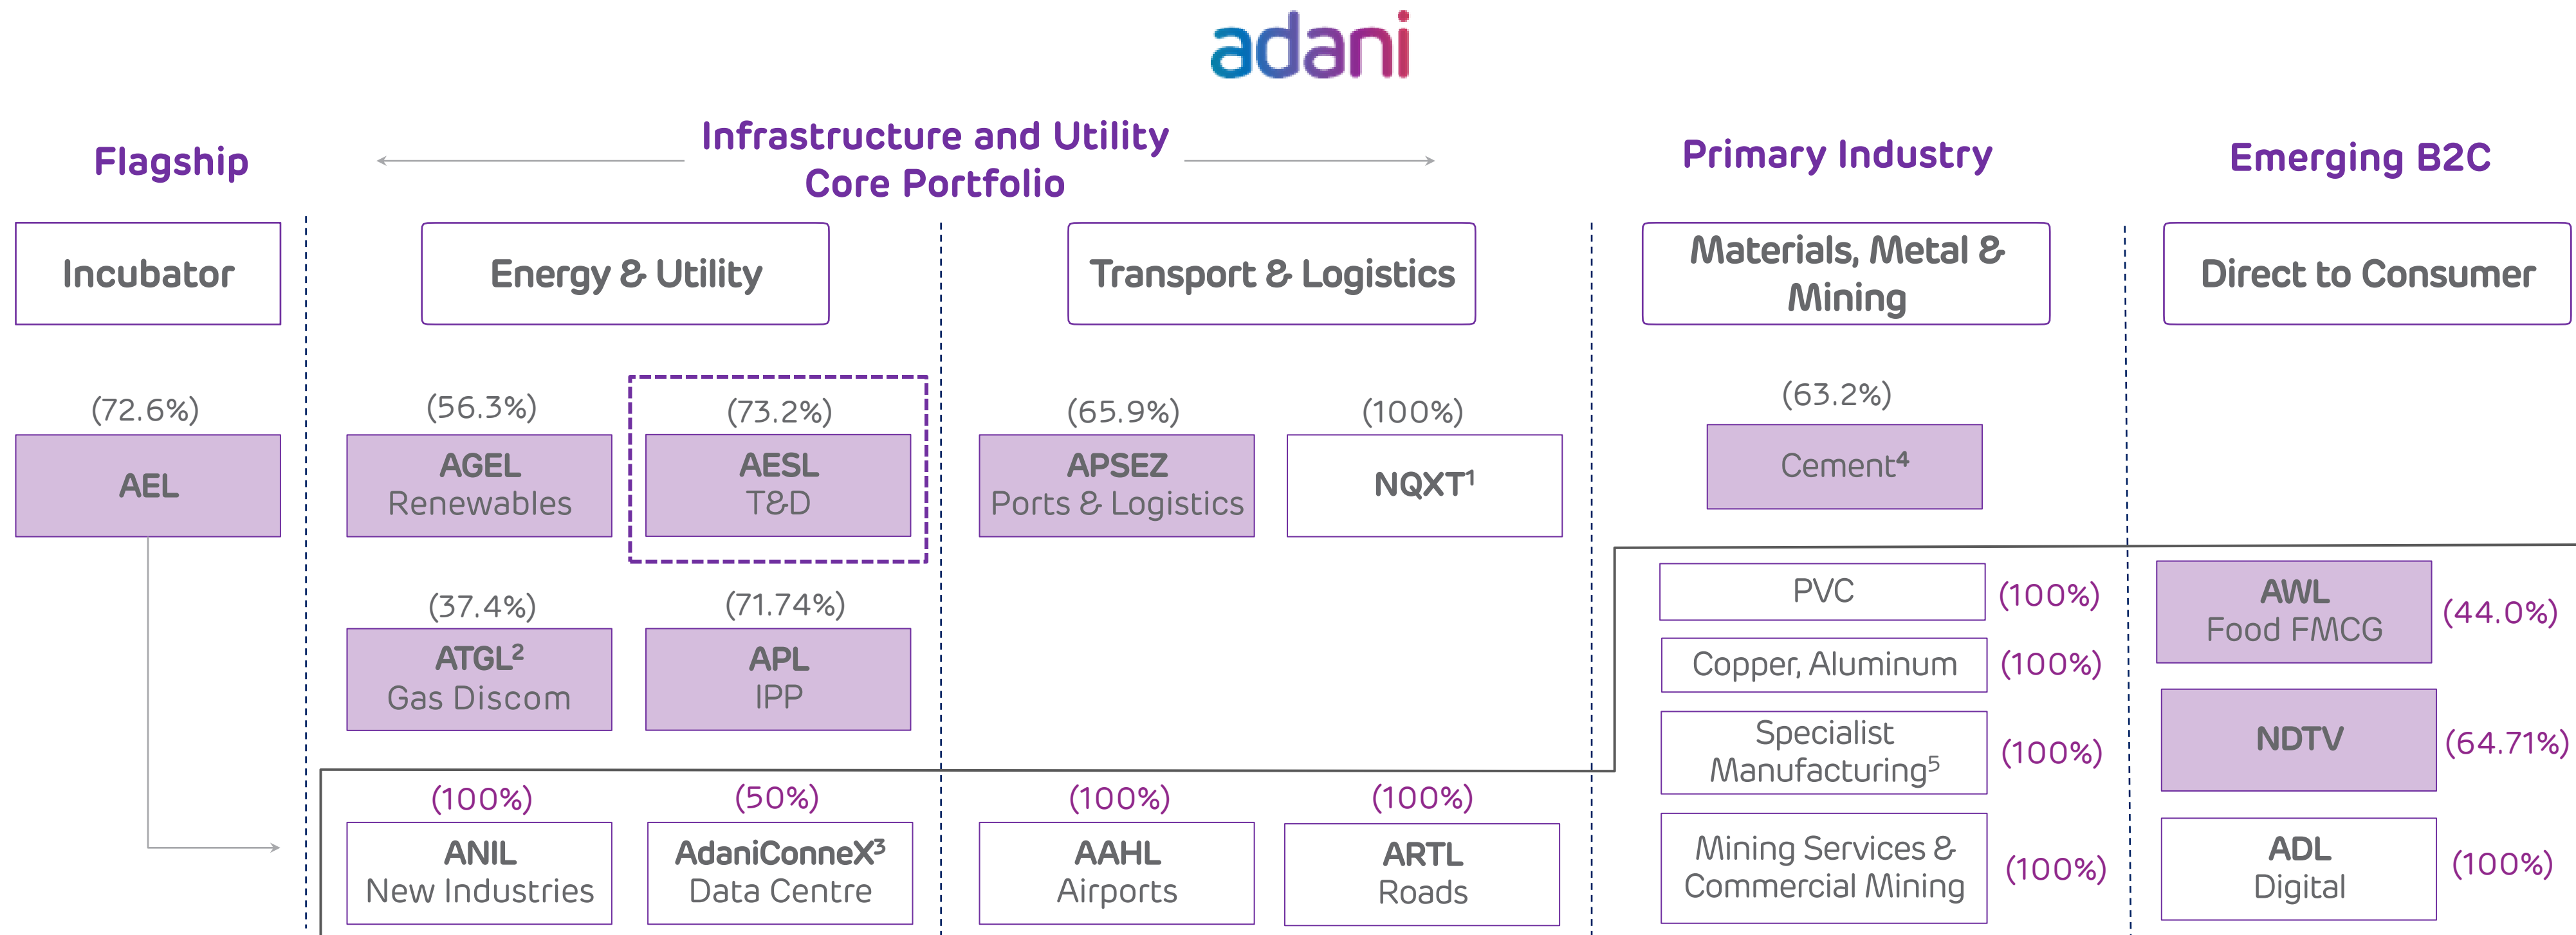 adani
Flagship
Infrastructure and Utility
Core Portfolio
Primary Industry
Emerging B2C
Incubator
Energy & Utility
Transport & Logistics
Materials, Metal &
Mining
Direct to Consumer
(72.6%)
AEL
(56.3%)
AGEL
Renewables
(73.2%)
AESL
T&D
(65.9%)
APSEZ
Ports & Logistics
(100%)
NQXT¹
(63.2%)
Cement⁴
(37.4%)
ATGL²
Gas Discom
(71.74%)
APL
IPP
PVC
(100%)
Copper, Aluminum
(100%)
Specialist
Manufacturing⁵
(100%)
Mining Services &
Commercial Mining
(100%)
AWL
Food FMCG
(44.0%)
NDTV
(64.71%)
ADL
Digital
(100%)
(100%)
ANIL
New Industries
(50%)
AdaniConneX³
Data Centre
(100%)
AAHL
Airports
(100%)
ARTL
Roads